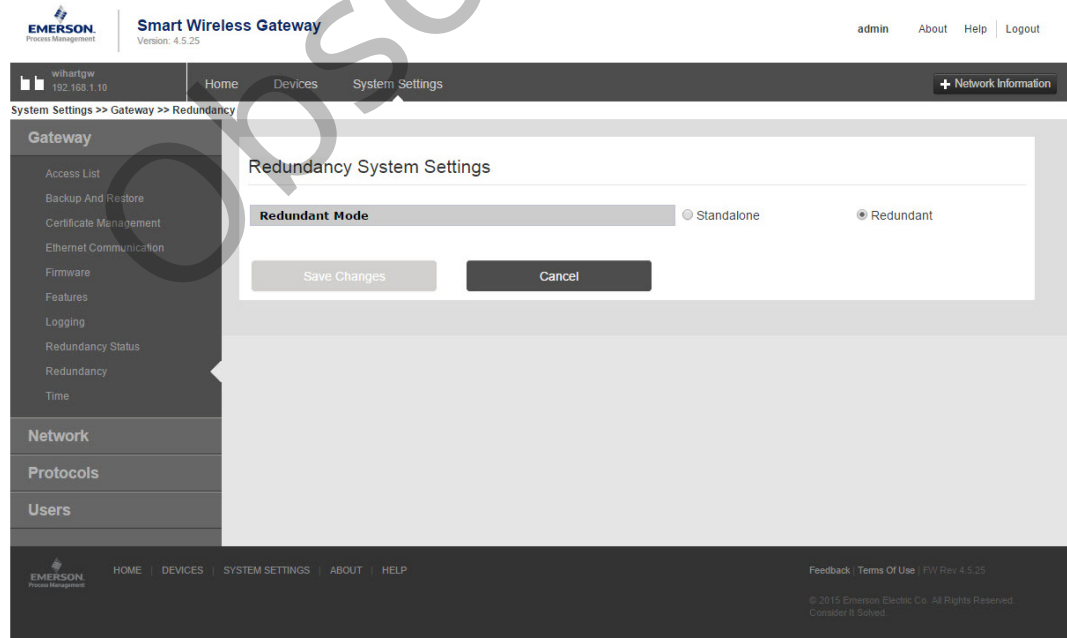 EMERSON.
Process Management
Smart Wireless Gateway
Version: 4.5.25
admin About Help Logout
wihartgw
192.168.1.10
Home Devices System Settings
Network Information
System Settings >> Gateway >> Redundancy
Gateway
Access List
Backup And Restore
Certificate Management
Ethernet Communication
Firmware
Features
Logging
Redundancy Status
Redundancy
Time
Network
Protocols
Users
Redundancy System Settings
Redundant Mode Standalone Redundant
Save Changes Cancel
EMERSON.
Process Management
HOME | DEVICES | SYSTEM SETTINGS | ABOUT | HELP
Feedback | Terms Of Use | FW Rev 4.5.25
© 2015 Emerson Electric Co. All Rights Reserved.
Consider It Solved.